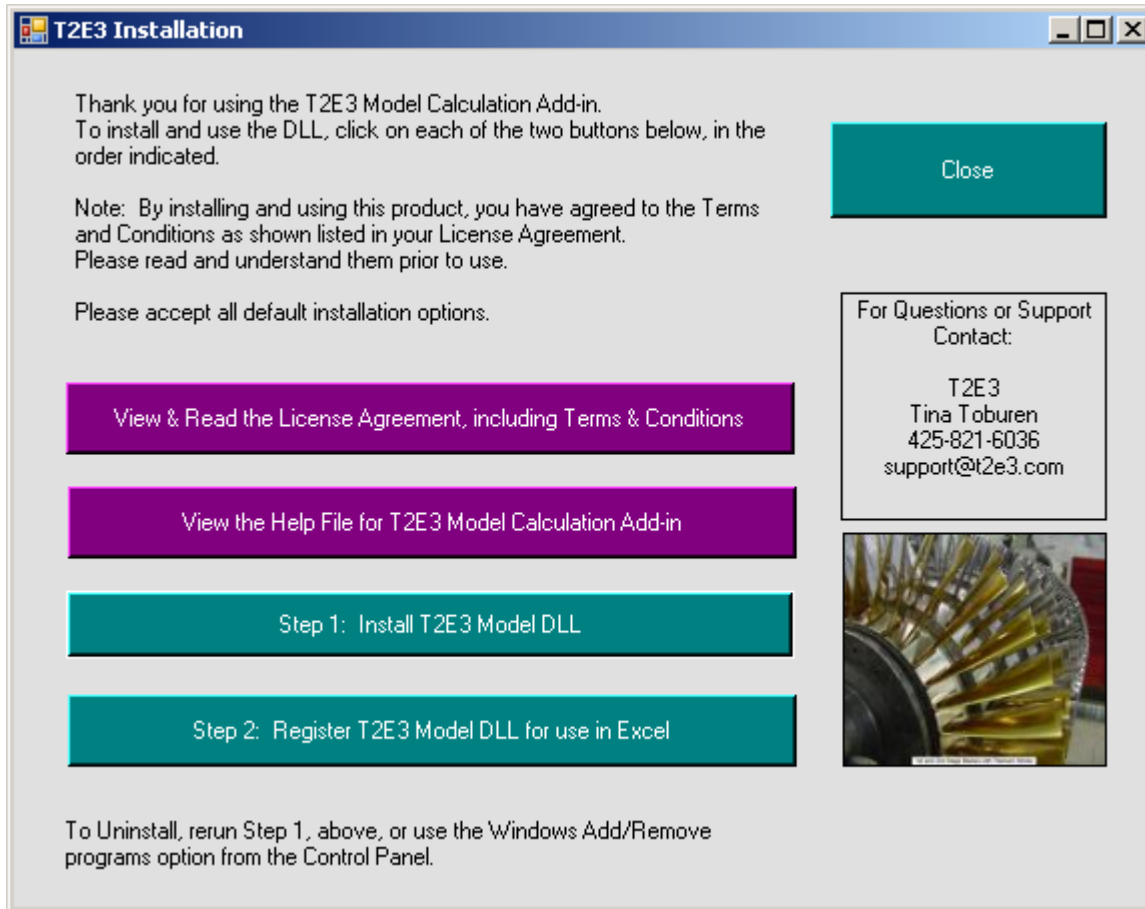 T2E3 Installation
Thank you for using the T2E3 Model Calculation Add-in.
To install and use the DLL, click on each of the two buttons below, in the
order indicated.
Note:  By installing and using this product, you have agreed to the Terms
and Conditions as shown listed in your License Agreement.
Please read and understand them prior to use.
Please accept all default installation options.
View & Read the License Agreement, including Terms & Conditions
View the Help File for T2E3 Model Calculation Add-in
Step 1:  Install T2E3 Model DLL
Step 2:  Register T2E3 Model DLL for use in Excel
To Uninstall, rerun Step 1, above, or use the Windows Add/Remove
programs option from the Control Panel.
Close
For Questions or Support
Contact:
T2E3
Tina Toburen
425-821-6036
support@t2e3.com